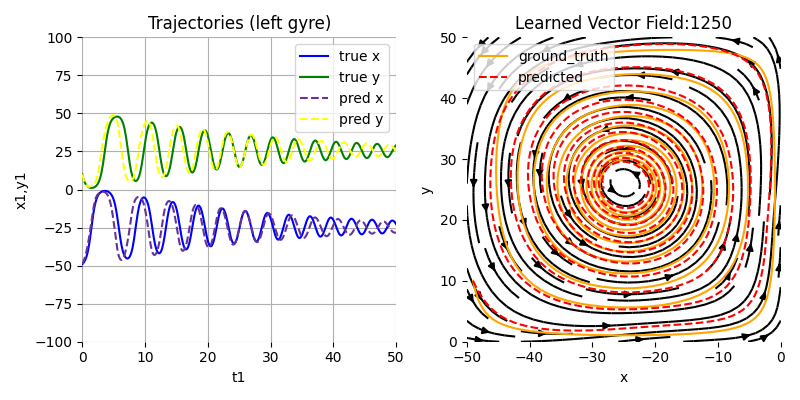 Trajectories (left gyre)
x1,y1
100
75
50
25
0
−25
−50
−75
−100
0 10 20 30 40 50
t1
true x
true y
pred x
pred y
Learned Vector Field:1250
y
50
40
30
20
10
0
−50 −40 −30 −20 −10 0
x
ground_truth
predicted